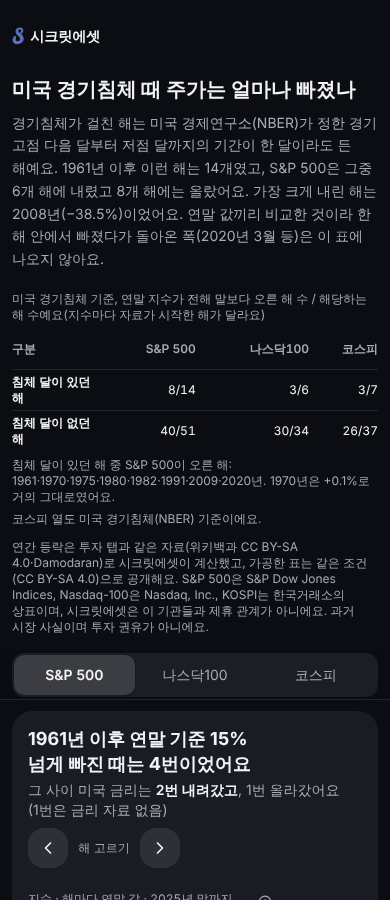 시크릿에셋
미국 경기침체 때 주가는 얼마나 빠졌나
경기침체가 걸친 해는 미국 경제연구소(NBER)가 정한 경기
고점 다음 달부터 저점 달까지의 기간이 한 달이라도 든
해예요. 1961년 이후 이런 해는 14개였고, S&P 500은 그중
6개 해에 내렸고 8개 해에는 올랐어요. 가장 크게 내린 해는
2008년(−38.5%)이었어요. 연말 값끼리 비교한 것이라 한
해 안에서 빠졌다가 돌아온 폭(2020년 3월 등)은 이 표에
나오지 않아요.
미국 경기침체 기준, 연말 지수가 전해 말보다 오른 해 수 / 해당하는
해 수예요(지수마다 자료가 시작한 해가 달라요)
구분 S&P 500 나스닥100 코스피
침체 달이 있던
해 8/14 3/6 3/7
침체 달이 없던
해 40/51 30/34 26/37
침체 달이 있던 해 중 S&P 500이 오른 해:
1961·1970·1975·1980·1982·1991·2009·2020년. 1970년은 +0.1%로
거의 그대로였어요.
코스피 열도 미국 경기침체(NBER) 기준이에요.
연간 등락은 투자 탭과 같은 자료(위키백과 CC BY-SA
4.0·Damodaran)로 시크릿에셋이 계산했고, 가공한 표는 같은 조건
(CC BY-SA 4.0)으로 공개해요. S&P 500은 S&P Dow Jones
Indices, Nasdaq-100은 Nasdaq, Inc., KOSPI는 한국거래소의
상표이며, 시크릿에셋은 이 기관들과 제휴 관계가 아니에요. 과거
시장 사실이며 투자 권유가 아니에요.
S&P 500 나스닥100 코스피
1961년 이후 연말 기준 15%
넘게 빠진 때는 4번이었어요
그 사이 미국 금리는 2번 내려갔고, 1번 올라갔어요
(1번은 금리 자료 없음)
해 고르기
지수 · 해마다 연말 값 · 2025년 말까지